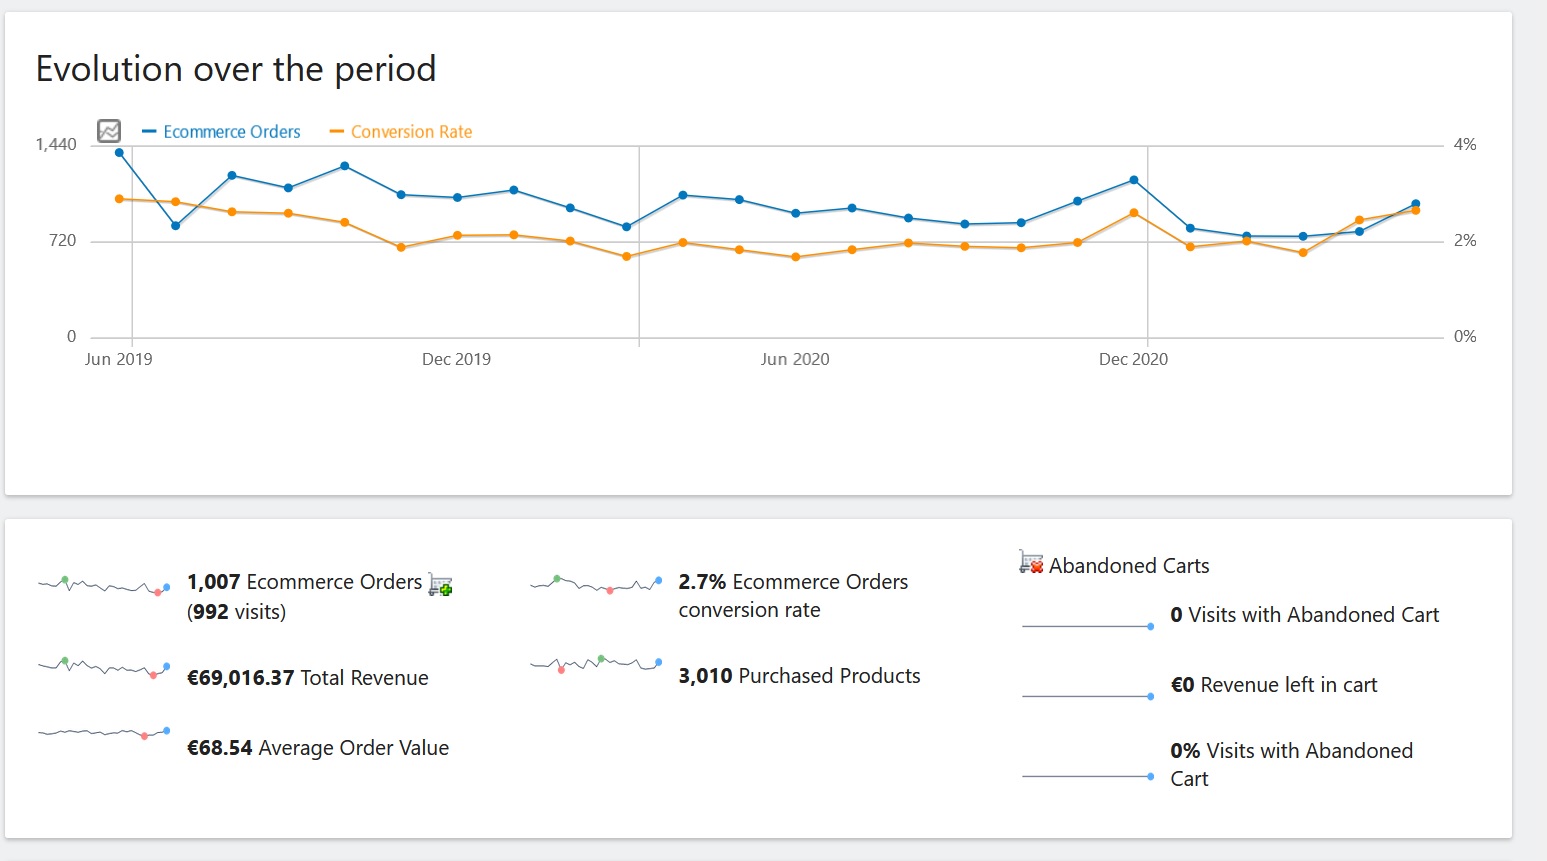 Evolution over the period
Ecommerce Orders
Conversion Rate
1,440
4%
720
2%
0
0%
Jun 2019
Dec 2019
Jun 2020
Dec 2020
1,007 Ecommerce Orders
(992 visits)
€69,016.37 Total Revenue
€68.54 Average Order Value
2.7% Ecommerce Orders
conversion rate
3,010 Purchased Products
Abandoned Carts
0 Visits with Abandoned Cart
€0 Revenue left in cart
0% Visits with Abandoned
Cart